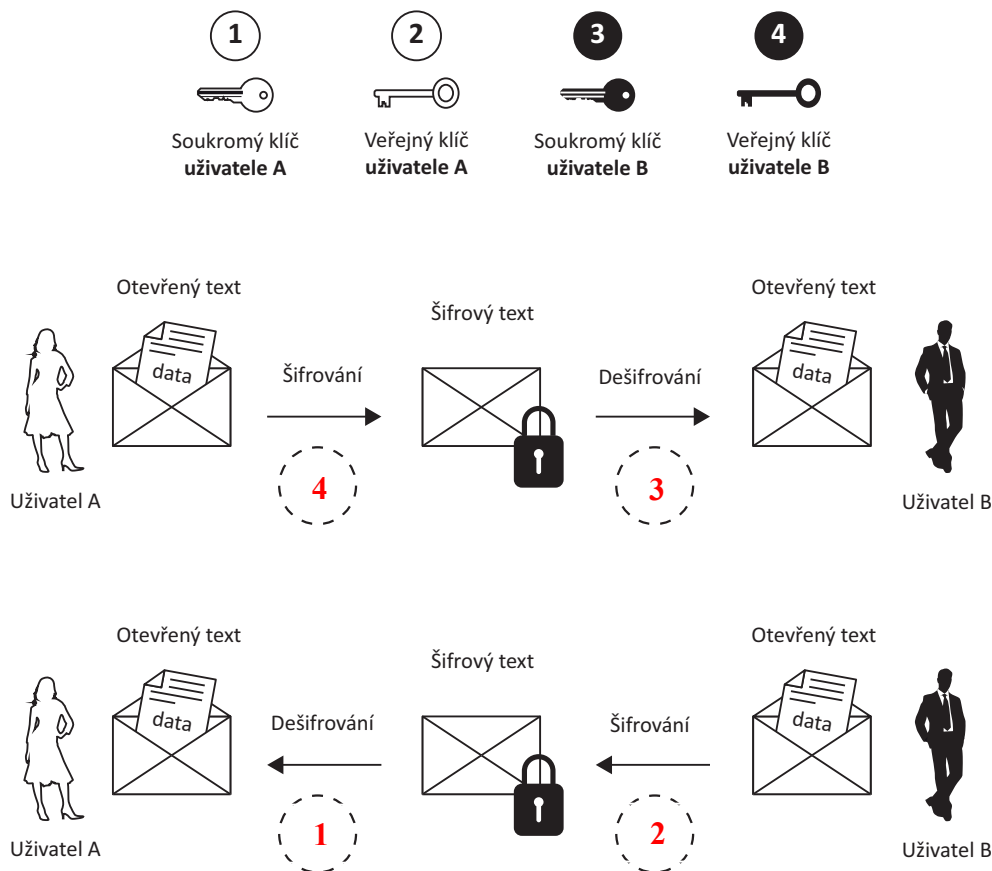 1
2
3
4
Soukromý klíč
uživatele A
Veřejný klíč
uživatele A
Soukromý klíč
uživatele B
Veřejný klíč
uživatele B
Otevřený text
Šifrový text
Otevřený text
data
Šifrování
Dešifrování
data
4
3
Uživatel A
Uživatel B
Otevřený text
Šifrový text
Otevřený text
data
Dešifrování
Šifrování
data
1
2
Uživatel A
Uživatel B